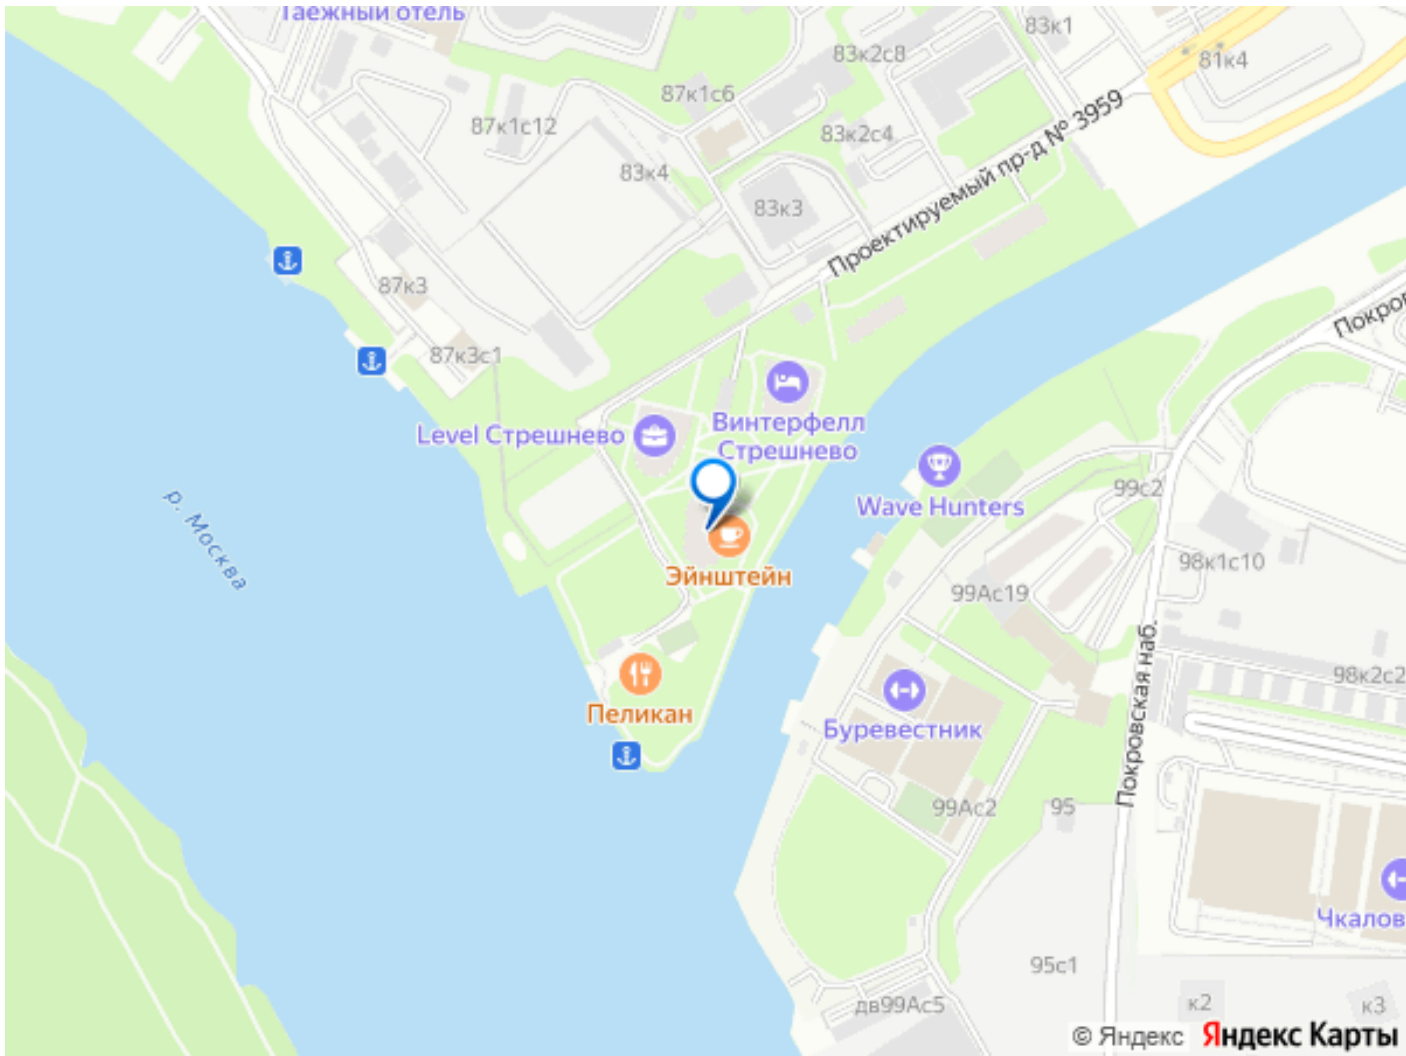 Таёжный отель
83к1
83к2с8
81к4
87к1с6
87к1с12
83к2с4
83к4
83к3
Проектируемый пр-д № 3959
87к3
87к3с1
Покров
Level Стрешнево
Винтерфелл
Стрешнево
Wave Hunters
99с2
р. Москва
Эйнштейн
98к1с10
99Ас19
Покровская наб.
98к2с2
Пеликан
Буревестник
99Ас2
95
Чкалов
95с1
дв99Ас5
к2
к3
© Яндекс
Яндекс Карты